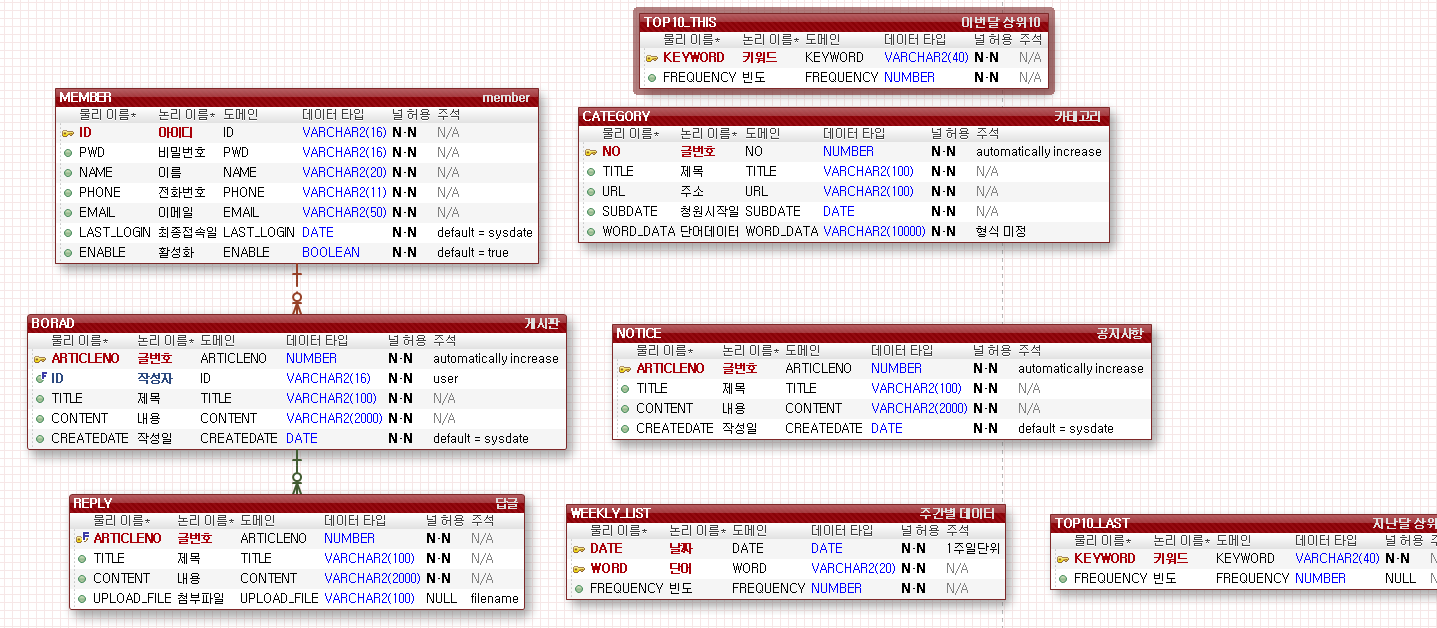 TOP10_THIS 이번달 상위10
물리 이름* 논리 이름* 도메인 데이터 타입 널 허용 주석
KEYWORD 키워드 KEYWORD VARCHAR2(40) N-N N/A
FREQUENCY 빈도 FREQUENCY NUMBER N-N N/A
MEMBER member
물리 이름* 논리 이름* 도메인 데이터 타입 널 허용 주석
ID 아이디 ID VARCHAR2(16) N-N N/A
PWD 비밀번호 PWD VARCHAR2(16) N-N N/A
NAME 이름 NAME VARCHAR2(20) N-N N/A
PHONE 전화번호 PHONE VARCHAR2(11) N-N N/A
EMAIL 이메일 EMAIL VARCHAR2(50) N-N N/A
LAST_LOGIN 최종접속일 LAST_LOGIN DATE N-N default = sysdate
ENABLE 활성화 ENABLE BOOLEAN N-N default = true
CATEGORY 카테고리
물리 이름* 논리 이름* 도메인 데이터 타입 널 허용 주석
NO 글번호 NO NUMBER N-N automatically increase
TITLE 제목 TITLE VARCHAR2(100) N-N N/A
URL 주소 URL VARCHAR2(100) N-N N/A
SUBDATE 청원시작일 SUBDATE DATE N-N N/A
WORD_DATA 단어데이터 WORD_DATA VARCHAR2(10000) N-N 형식 미정
BORAD 게시판
물리 이름* 논리 이름* 도메인 데이터 타입 널 허용 주석
ARTICLENO 글번호 ARTICLENO NUMBER N-N automatically increase
ID 작성자 ID VARCHAR2(16) N-N user
TITLE 제목 TITLE VARCHAR2(100) N-N N/A
CONTENT 내용 CONTENT VARCHAR2(2000) N-N N/A
CREATEDATE 작성일 CREATEDATE DATE N-N default = sysdate
NOTICE 공지사항
물리 이름* 논리 이름* 도메인 데이터 타입 널 허용 주석
ARTICLENO 글번호 ARTICLENO NUMBER N-N automatically increase
TITLE 제목 TITLE VARCHAR2(100) N-N N/A
CONTENT 내용 CONTENT VARCHAR2(2000) N-N N/A
CREATEDATE 작성일 CREATEDATE DATE N-N default = sysdate
REPLY 답글
물리 이름* 논리 이름* 도메인 데이터 타입 널 허용 주석
ARTICLENO 글번호 ARTICLENO NUMBER N-N N/A
TITLE 제목 TITLE VARCHAR2(100) N-N N/A
CONTENT 내용 CONTENT VARCHAR2(2000) N-N N/A
UPLOAD_FILE 첨부파일 UPLOAD_FILE VARCHAR2(100) NULL filename
WEEKLY_LIST 주간별 데이터
물리 이름* 논리 이름* 도메인 데이터 타입 널 허용 주석
DATE 날짜 DATE DATE N-N 1주일단위
WORD 단어 WORD VARCHAR2(20) N-N N/A
FREQUENCY 빈도 FREQUENCY NUMBER N-N N/A
TOP10_LAST 지난달 상위
물리 이름* 논리 이름* 도메인 데이터 타입 널 허용
KEYWORD 키워드 KEYWORD VARCHAR2(40) N-N
FREQUENCY 빈도 FREQUENCY NUMBER NULL